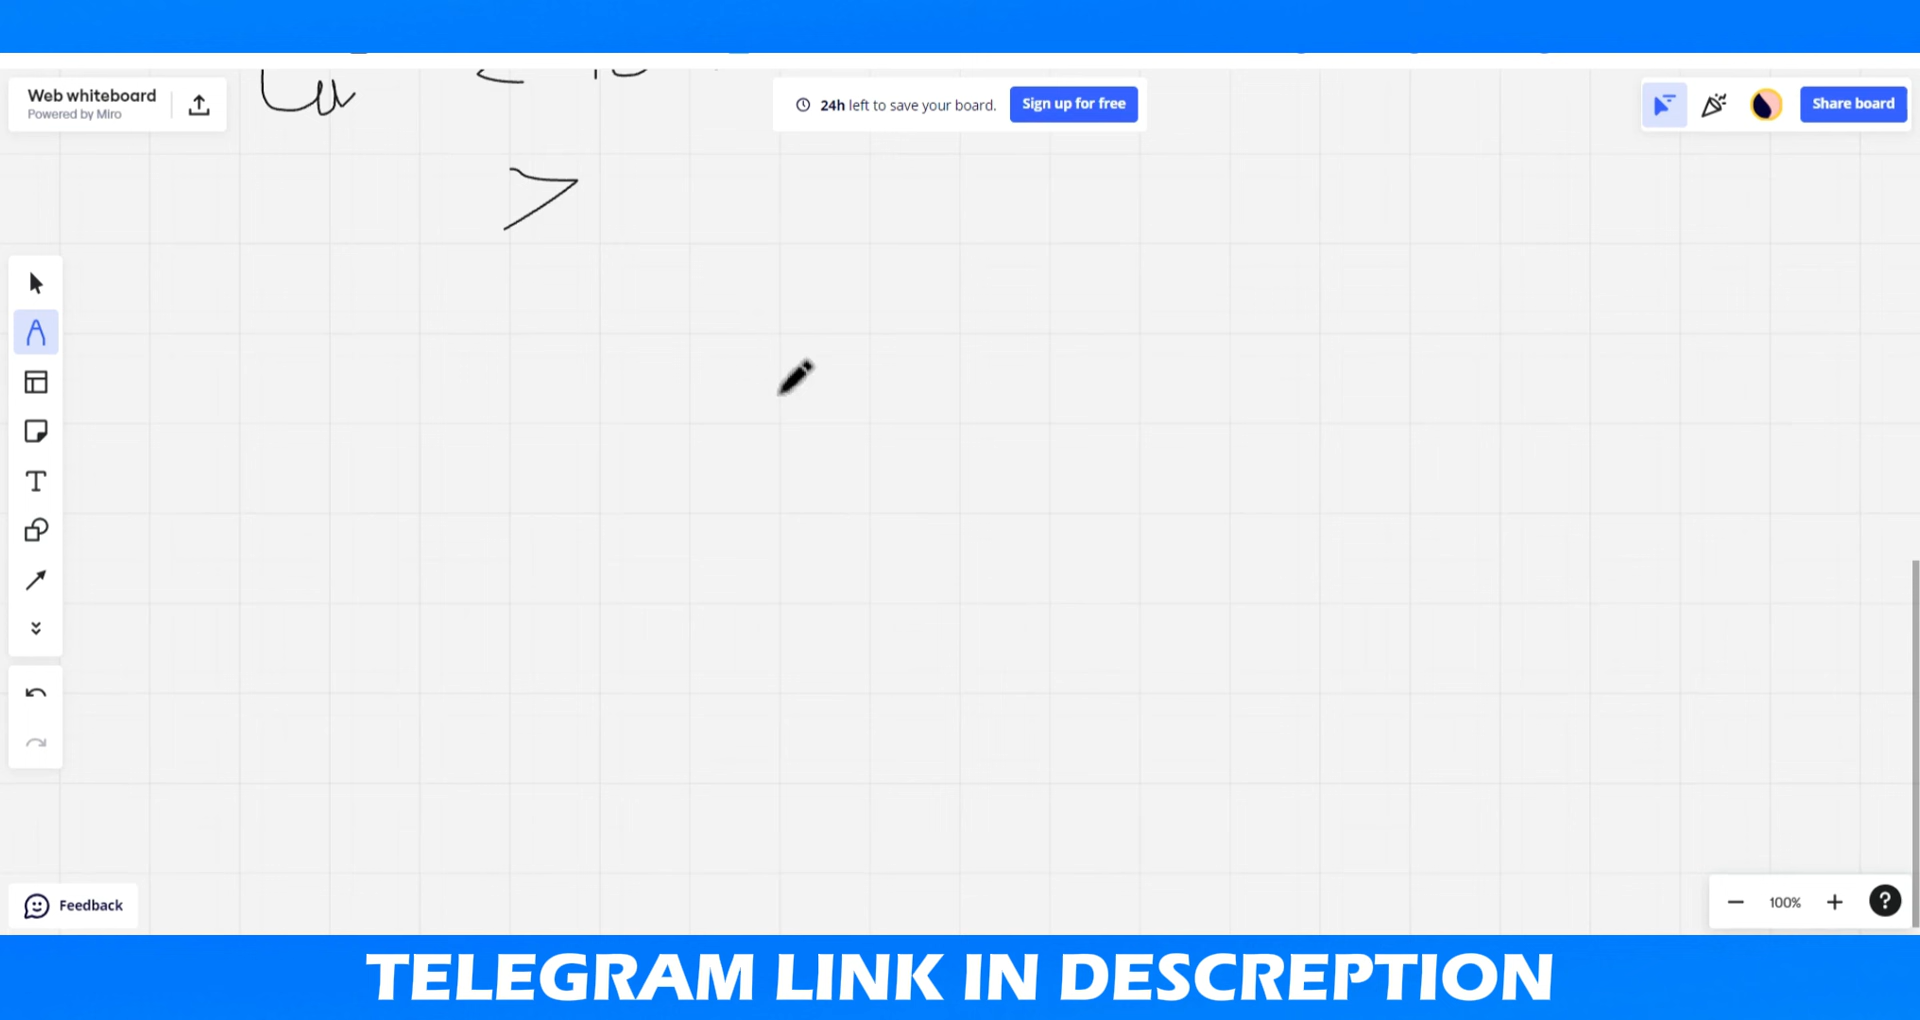 Web whiteboard
Powered by Miro
24h left to save your board.
Sign up for free
Share board
>
Feedback
100%
?
TELEGRAM LINK IN DESCREPTION